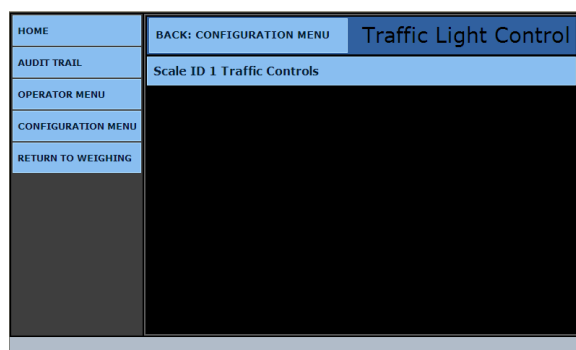 HOME
AUDIT TRAIL
OPERATOR MENU
CONFIGURATION MENU
RETURN TO WEIGHING
BACK: CONFIGURATION MENU
Traffic Light Control
Scale ID 1 Traffic Controls